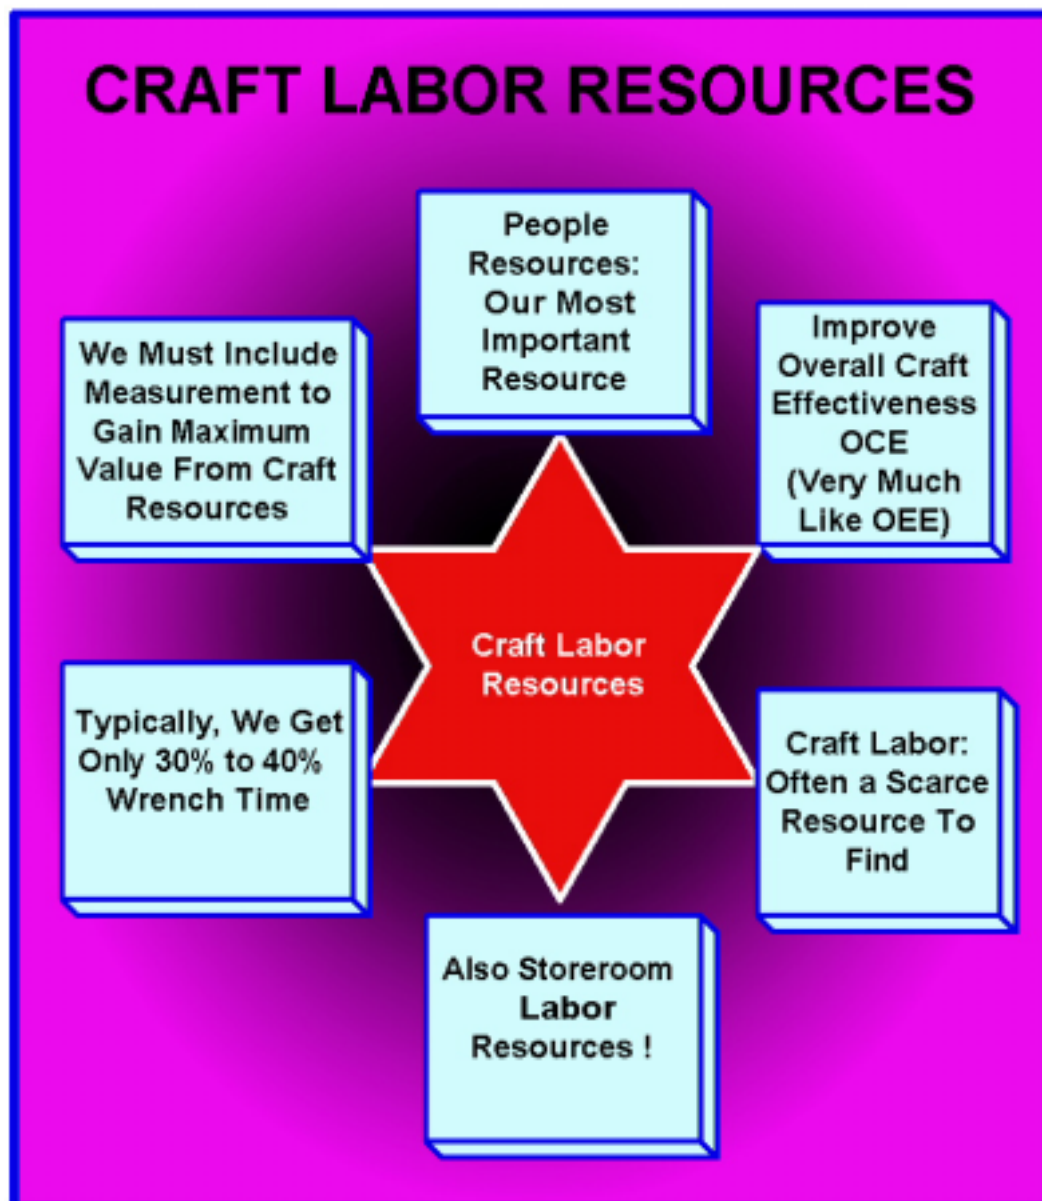 CRAFT LABOR RESOURCES
People
Resources:
Our Most
Important
Resource
We Must Include
Measurement to
Gain Maximum
Value From Craft
Resources
Improve
Overall Craft
Effectiveness
OCE
(Very Much
Like OEE)
Craft Labor
Resources
Typically, We Get
Only 30% to 40%
Wrench Time
Craft Labor:
Often a Scarce
Resource To
Find
Also Storeroom
Labor
Resources !